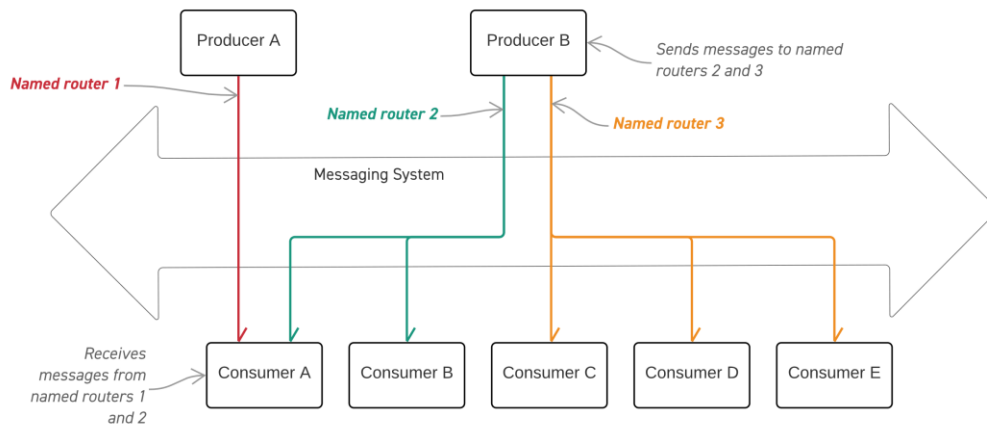 Producer A
Producer B
Sends messages to named
routers 2 and 3
Named router 1
Named router 2
Named router 3
Messaging System
Receives
messages from
named routers 1
and 2
Consumer A
Consumer B
Consumer C
Consumer D
Consumer E